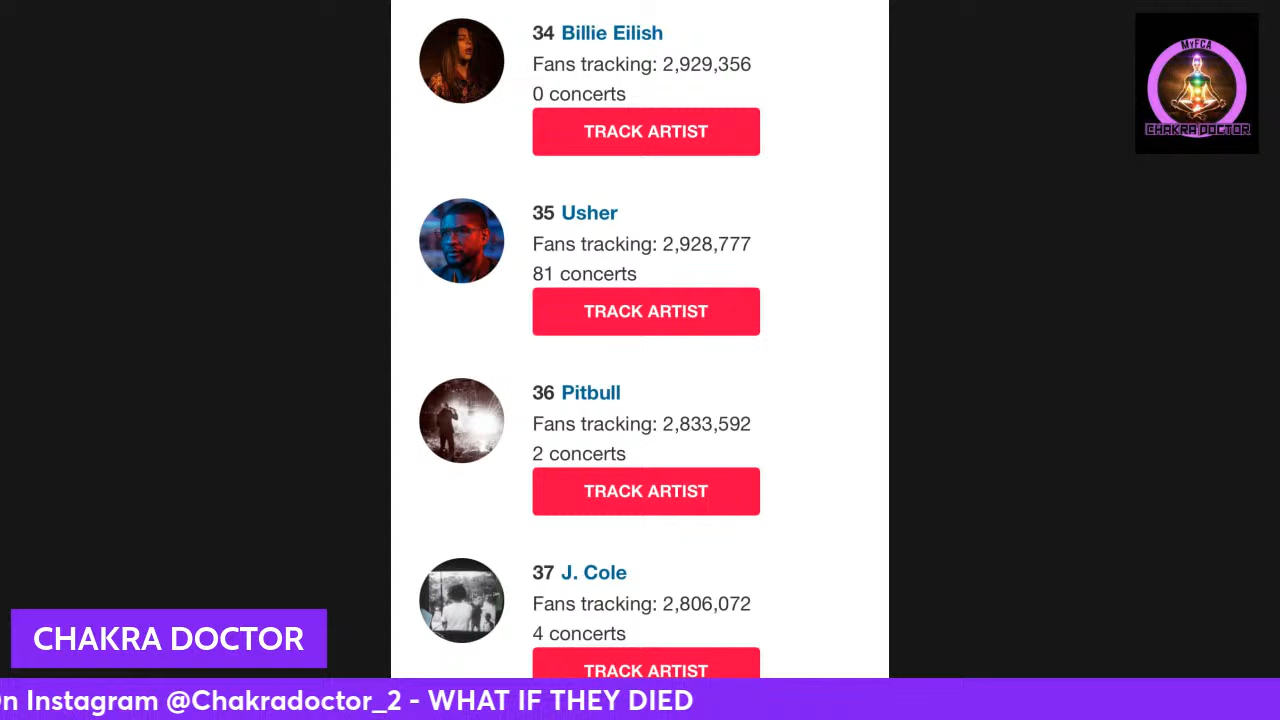 34 Billie Eilish
Fans tracking: 2,929,356
0 concerts
TRACK ARTIST
35 Usher
Fans tracking: 2,928,777
81 concerts
TRACK ARTIST
36 Pitbull
Fans tracking: 2,833,592
2 concerts
TRACK ARTIST
37 J. Cole
Fans tracking: 2,806,072
4 concerts
TRACK ARTIST
MYFCA
CHAKRA DOCTOR
CHAKRA DOCTOR
On Instagram @Chakradoctor_2 - WHAT IF THEY DIED